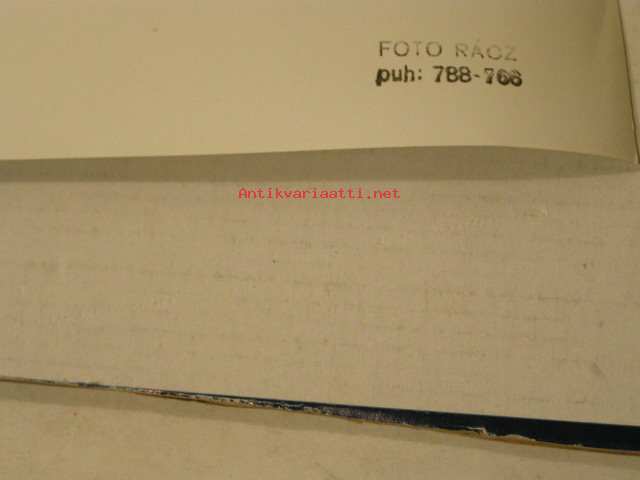 FOTO RÁCZ
puh: 788-766
Antikvariaatti.net